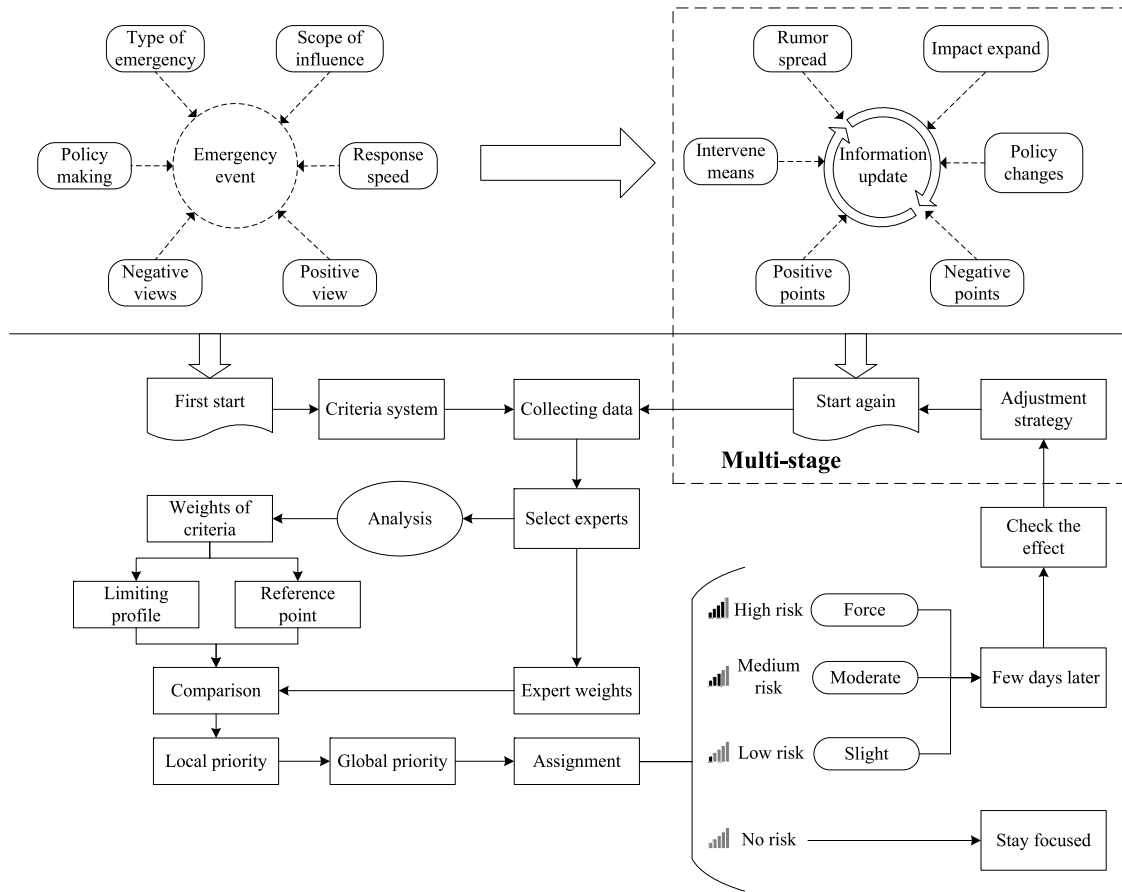 Type of
emergency
Scope of
influence
Policy
making
Emergency
event
Response
speed
Negative
views
Positive
view
Rumor
spread
Impact expand
Intervene
means
Information
update
Policy
changes
Positive
points
Negative
points
First start
Criteria system
Collecting data
Start again
Adjustment
strategy
Multi-stage
Weights of
criteria
Analysis
Select experts
Check the
effect
Limiting
profile
Reference
point
High risk
Force
Comparison
Expert weights
Medium
risk
Moderate
Few days later
Local priority
Global priority
Assignment
Low risk
Slight
No risk
Stay focused